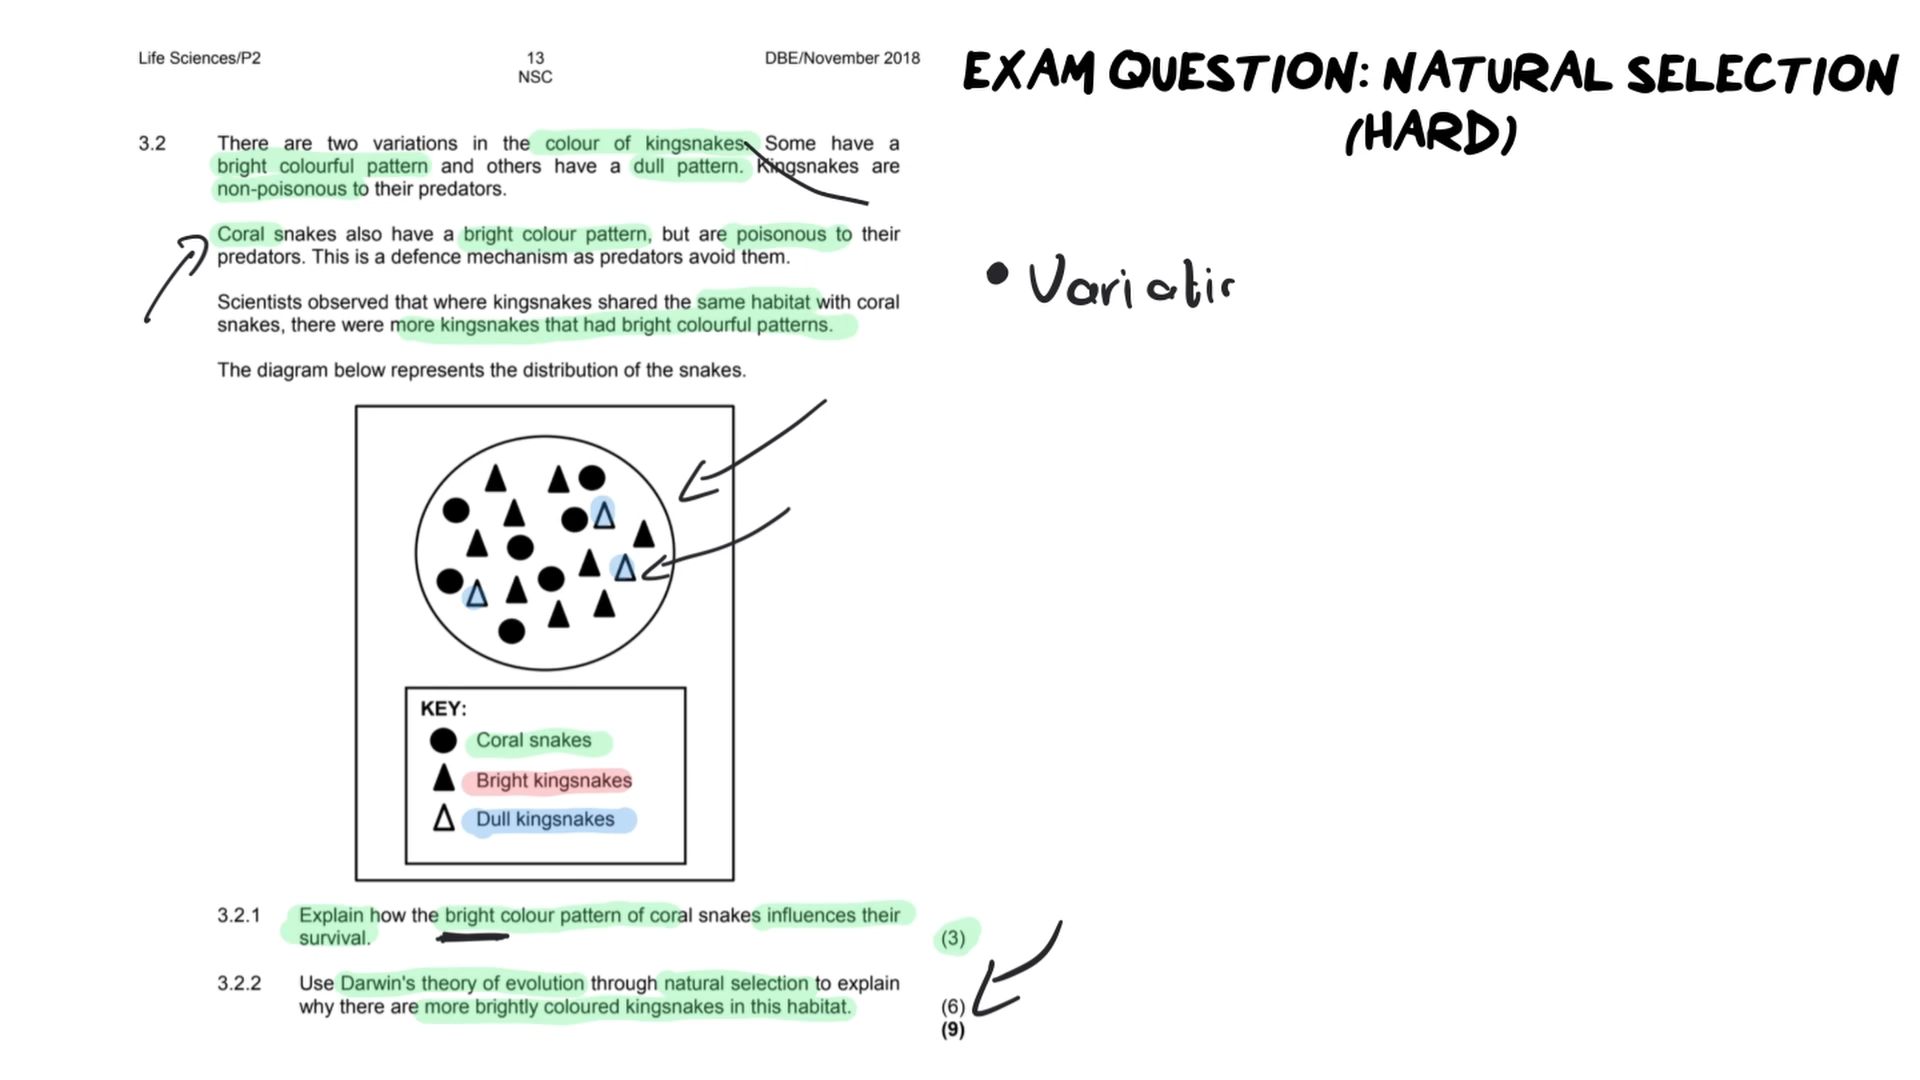 Life Sciences/P2 13 DBE/November 2018
NSC
EXAM QUESTION: NATURAL SELECTION
(HARD)
3.2 There are two variations in the colour of kingsnakes. Some have a
bright colourful pattern and others have a dull pattern. Kingsnakes are
non-poisonous to their predators.
Coral snakes also have a bright colour pattern, but are poisonous to their
predators. This is a defence mechanism as predators avoid them.
Scientists observed that where kingsnakes shared the same habitat with coral
snakes, there were more kingsnakes that had bright colourful patterns.
The diagram below represents the distribution of the snakes.
KEY:
Coral snakes
Bright kingsnakes
Dull kingsnakes
3.2.1 Explain how the bright colour pattern of coral snakes influences their
survival. (3)
3.2.2 Use Darwin's theory of evolution through natural selection to explain
why there are more brightly coloured kingsnakes in this habitat. (6)
(9)
• Variatic